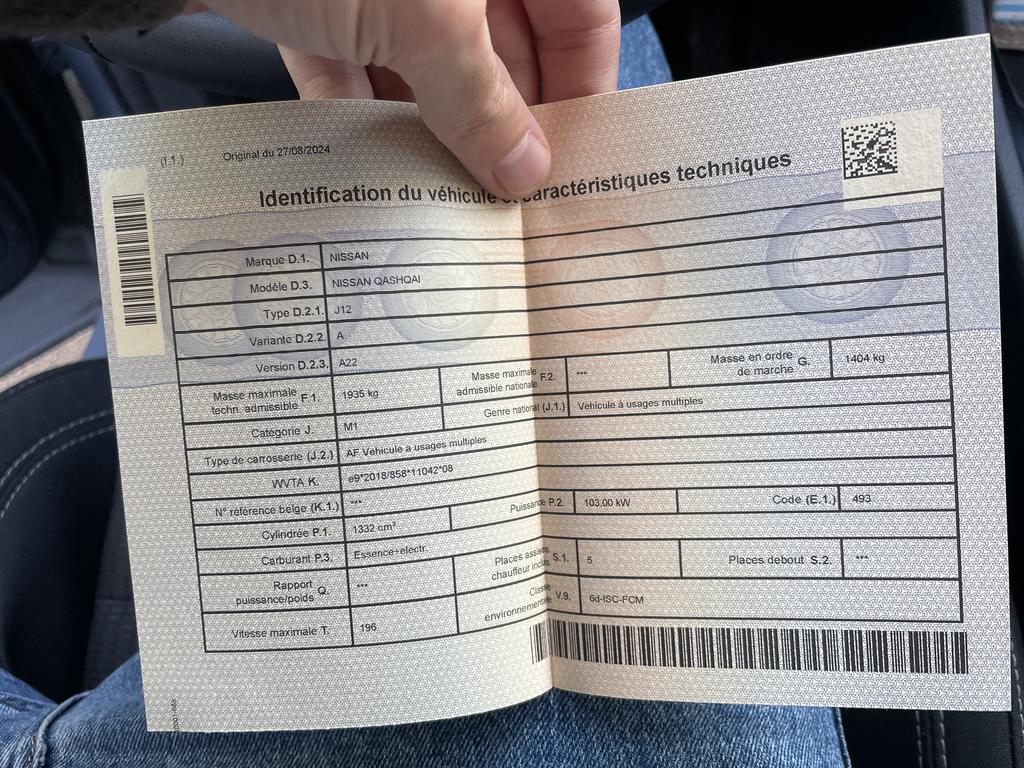 (I.1.) Original du 27/08/2024
Identification du véhicule et caractéristiques techniques
Marque D.1. NISSAN
Modèle D.3. NISSAN QASHQAI
Type D.2.1. J12
Variante D.2.2. A
Version D.2.3. A22
Masse maximale techn. admissible F.1. 1935 kg Masse maximale admissible nationale F.2. *** Masse en ordre de marche G. 1404 kg
Catégorie J. M1 Genre national (J.1.) Véhicule à usages multiples
Type de carrosserie (J.2.) AF Véhicule à usages multiples
WVTA K. e9*2018/858*11042*08
N° référence belge (K.1.) ***
Cylindrée P.1. 1332 cm³ Puissance P.2. 103,00 kW Code (E.1.) 493
Carburant P.3. Essence+électr.
Rapport puissance/poids Q. *** Places assises chauffeur inclus S.1. 5 Places debout S.2. ***
Vitesse maximale T. 196 Classe environnementale V.9. 6d-ISC-FCM